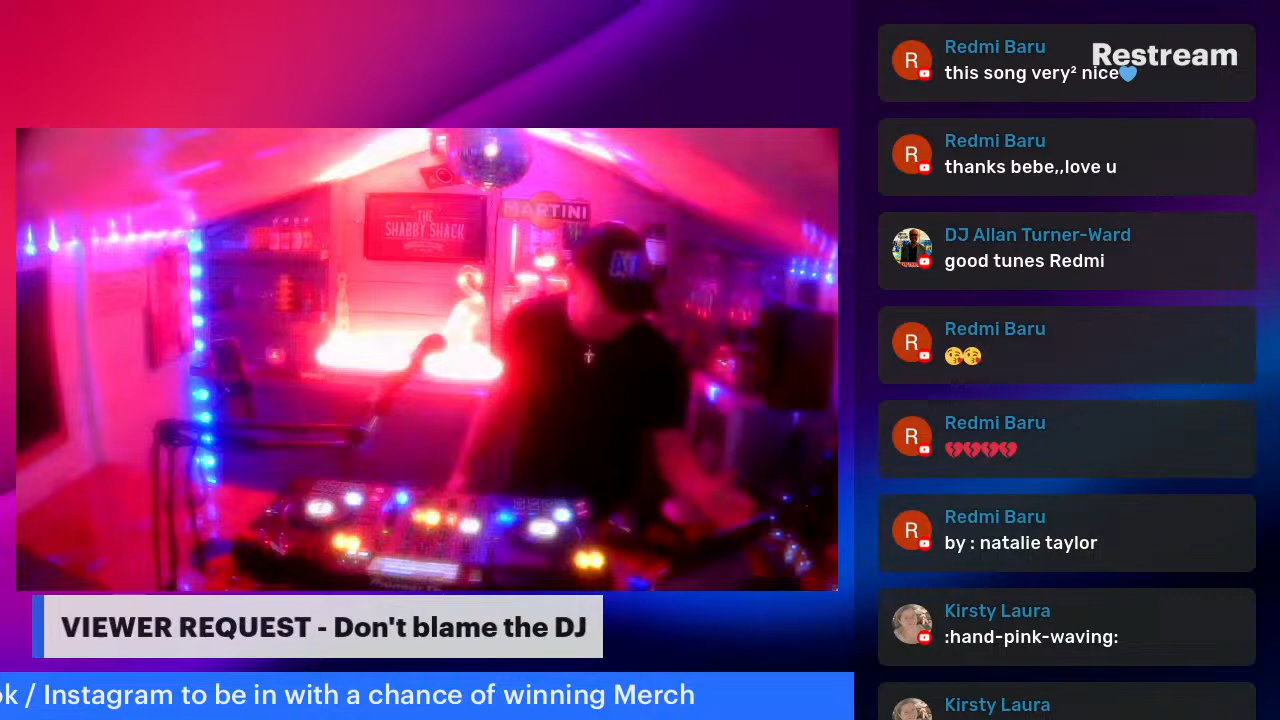 Restream
Redmi Baru
this song very² nice💙
Redmi Baru
thanks bebe,,love u
DJ Allan Turner-Ward
good tunes Redmi
Redmi Baru
😘😘
Redmi Baru
💔💔💔💔
Redmi Baru
by : natalie taylor
Kirsty Laura
:hand-pink-waving:
Kirsty Laura
THE
SHABBY SHACK
MARTINI
AT
VIEWER REQUEST - Don't blame the DJ
ok / Instagram to be in with a chance of winning Merch
R
R
R
R
R